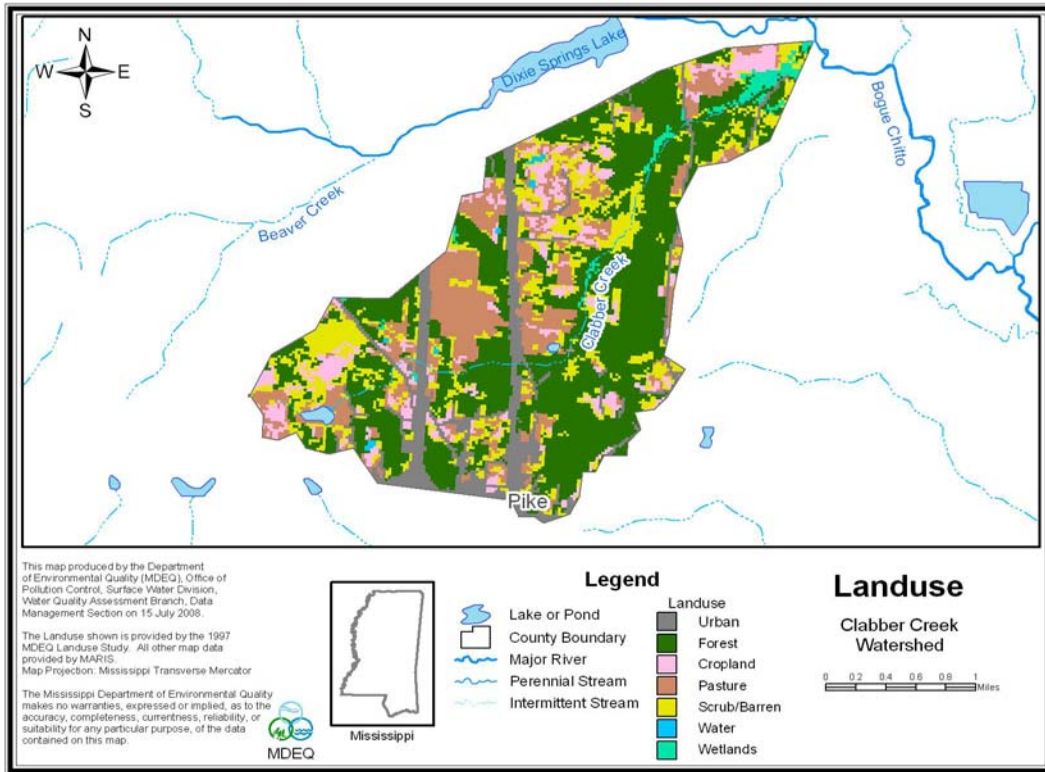 N
W E
S
Dixie Springs Lake
Bogue Chitto
Beaver Creek
Clabber Creek
Pike
This map produced by the Department
of Environmental Quality (MDEQ), Office of
Pollution Control, Surface Water Division,
Water Quality Assessment Branch, Data
Management Section on 15 July 2008.
The Landuse shown is provided by the 1997
MDEQ Landuse Study. All other map data
provided by MARIS.
Map Projection: Mississippi Transverse Mercator
The Mississippi Department of Environmental Quality
makes no warranties, expressed or implied, as to the
accuracy, completeness, currentness, reliability, or
suitability for any particular purpose, of the data
contained on this map.
MDEQ
Mississippi
Legend
Lake or Pond
County Boundary
Major River
Perennial Stream
Intermittent Stream
Landuse
Urban
Forest
Cropland
Pasture
Scrub/Barren
Water
Wetlands
Landuse
Clabber Creek
Watershed
0 0.2 0.4 0.6 0.8 1
Miles